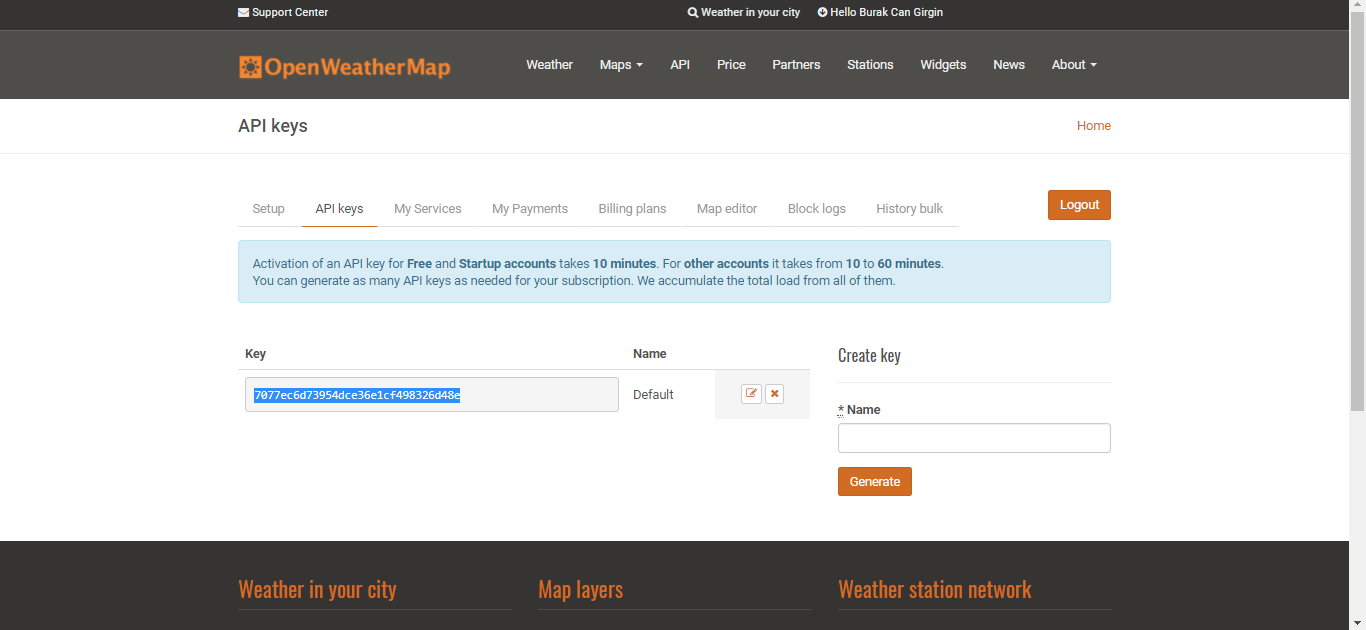 Support Center
Weather in your city
Hello Burak Can Girgin
OpenWeatherMap
Weather
Maps
API
Price
Partners
Stations
Widgets
News
About
API keys
Home
Setup
API keys
My Services
My Payments
Billing plans
Map editor
Block logs
History bulk
Logout
Activation of an API key for Free and Startup accounts takes 10 minutes. For other accounts it takes from 10 to 60 minutes.
You can generate as many API keys as needed for your subscription. We accumulate the total load from all of them.
Key
Name
7077ec6d73954dce36e1cf498326d48e
Default
Create key
* Name
Generate
Weather in your city
Map layers
Weather station network